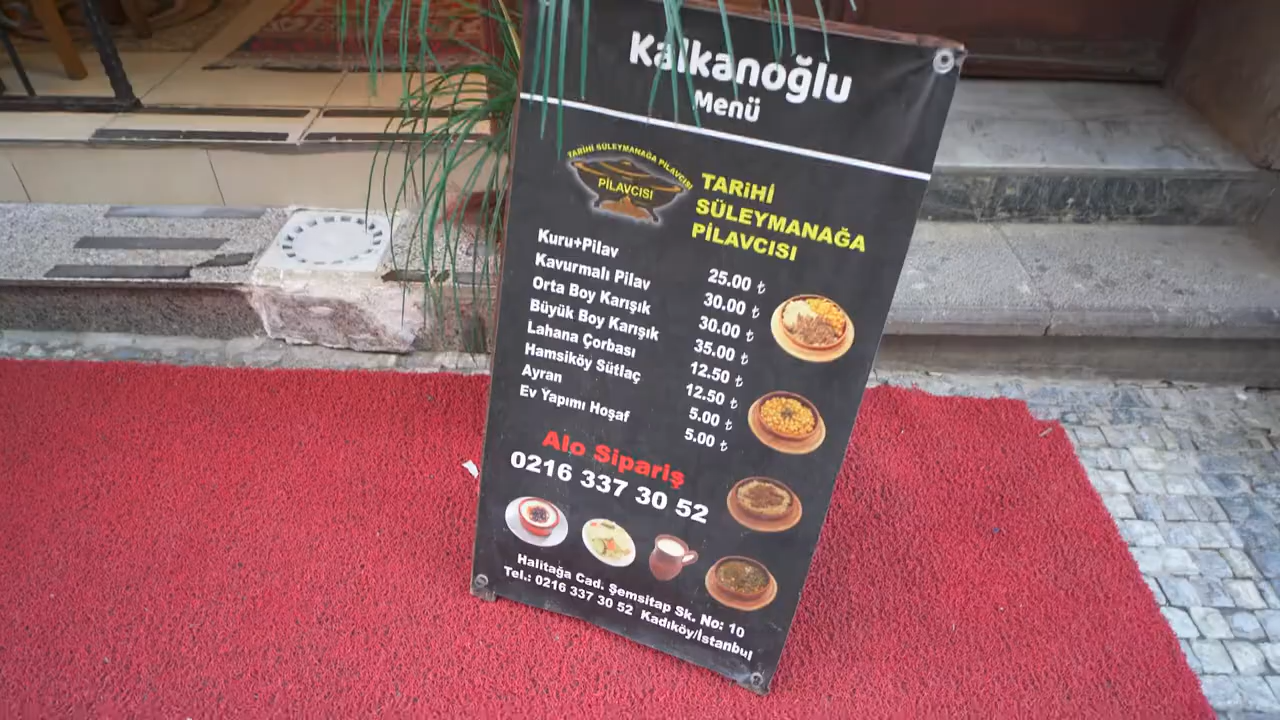 Kalkanoğlu
Menü
TARİHİ SÜLEYMANAĞA PİLAVCISI
PİLAVCISI
TARİHİ
SÜLEYMANAĞA
PİLAVCISI
Kuru+Pilav 25.00 ₺
Kavurmalı Pilav 30.00 ₺
Orta Boy Karışık 30.00 ₺
Büyük Boy Karışık 35.00 ₺
Lahana Çorbası 12.50 ₺
Hamsiköy Sütlaç 12.50 ₺
Ayran 5.00 ₺
Ev Yapımı Hoşaf 5.00 ₺
Alo Sipariş
0216 337 30 52
Halitağa Cad. Şemsitap Sk. No: 10
Tel.: 0216 337 30 52 Kadıköy/İstanbul